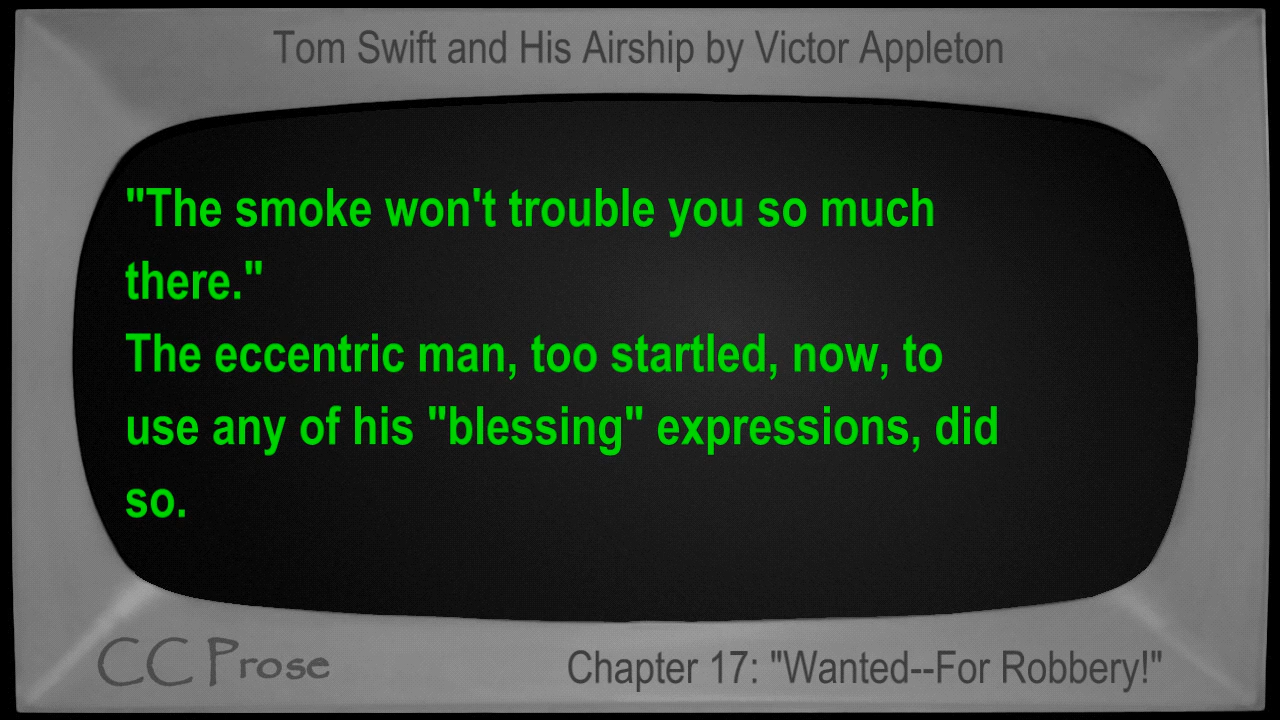 Tom Swift and His Airship by Victor Appleton
"The smoke won't trouble you so much
there."
The eccentric man, too startled, now, to
use any of his "blessing" expressions, did
so.
CC Prose
Chapter 17: "Wanted--For Robbery!"